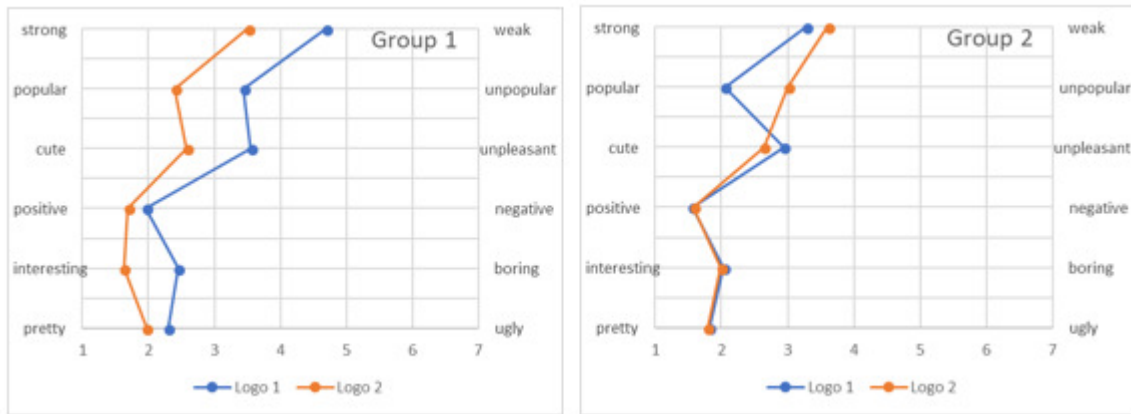 Group 1
strong weak
popular unpopular
cute unpleasant
positive negative
interesting boring
pretty ugly
1 2 3 4 5 6 7
Logo 1 Logo 2
Group 2
strong weak
popular unpopular
cute unpleasant
positive negative
interesting boring
pretty ugly
1 2 3 4 5 6 7
Logo 1 Logo 2